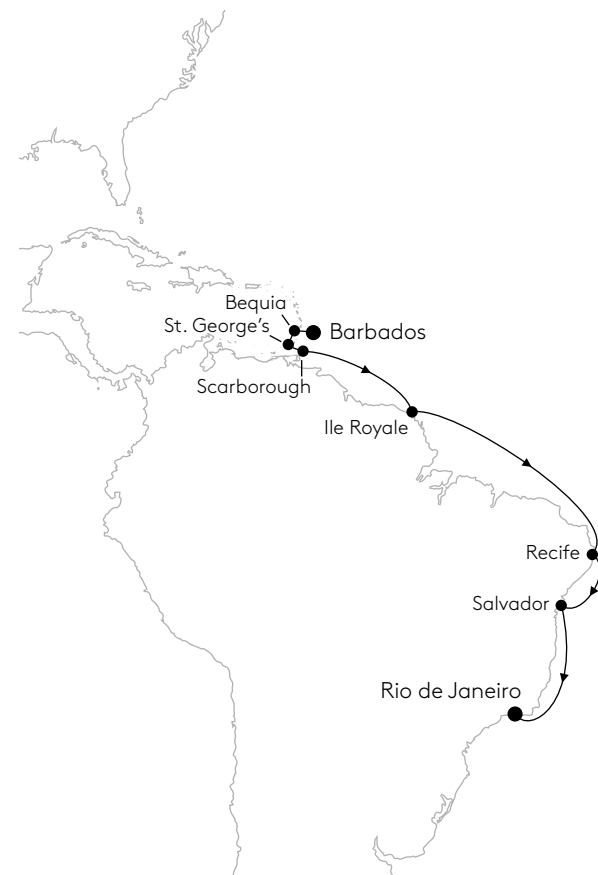 Bequia
St. George's
Barbados
Scarborough
Ile Royale
Recife
Salvador
Rio de Janeiro